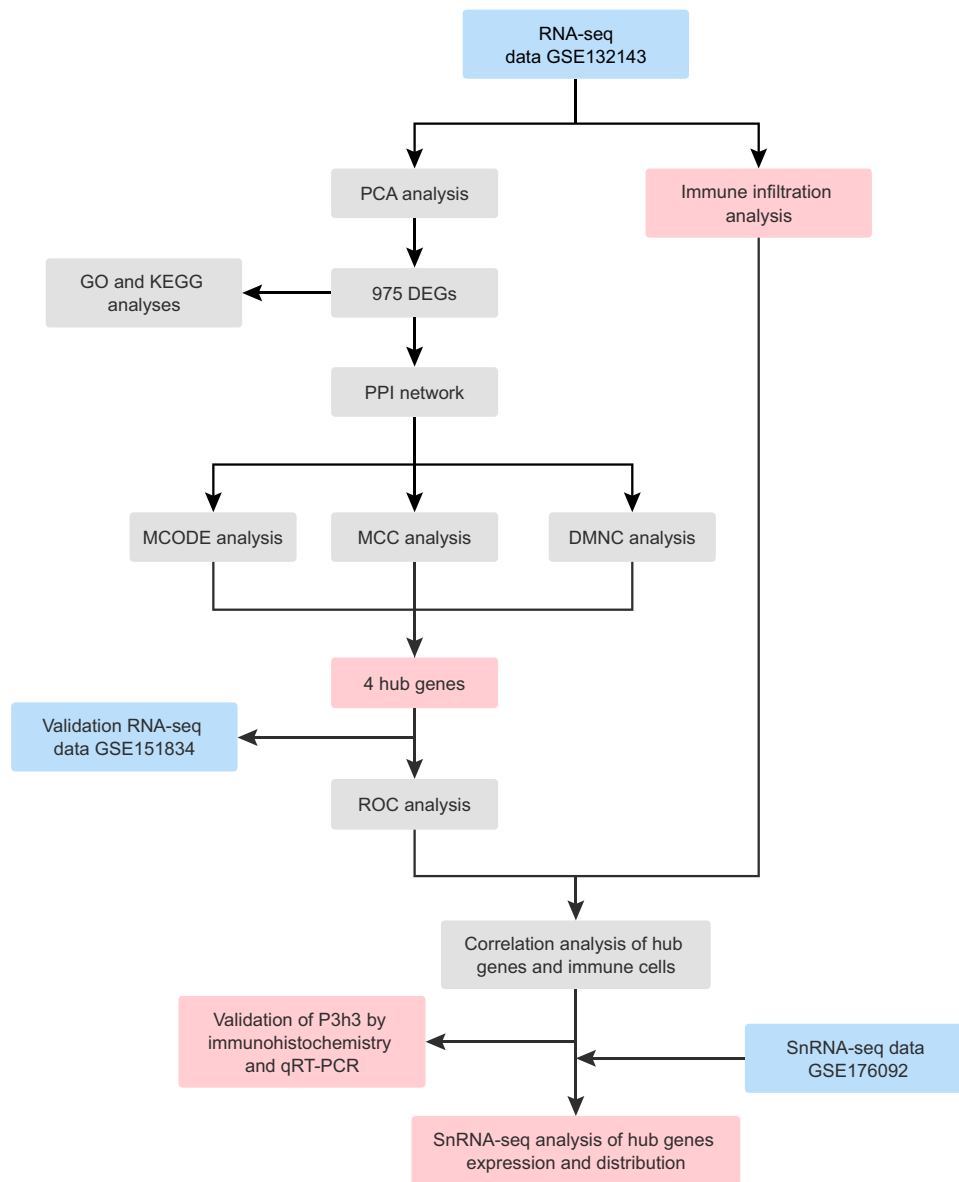 RNA-seq
data GSE132143
PCA analysis
Immune infiltration
analysis
GO and KEGG
analyses
975 DEGs
PPI network
MCODE analysis
MCC analysis
DMNC analysis
4 hub genes
Validation RNA-seq
data GSE151834
ROC analysis
Correlation analysis of hub
genes and immune cells
Validation of P3h3 by
immunohistochemistry
and qRT-PCR
SnRNA-seq data
GSE176092
SnRNA-seq analysis of hub genes
expression and distribution